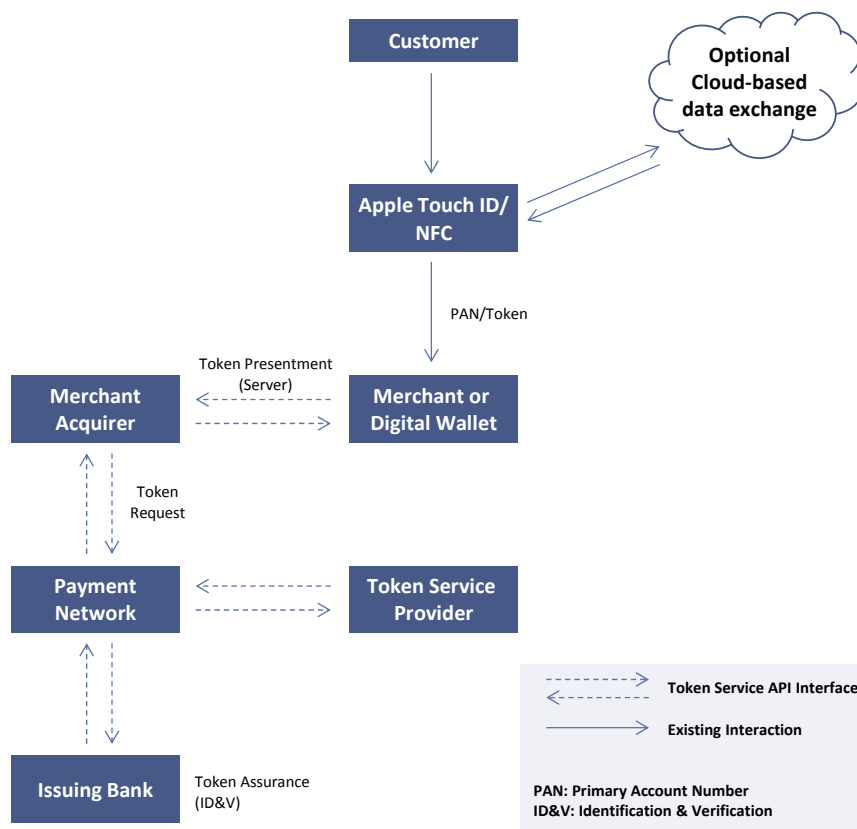 Customer
Optional
Cloud-based
data exchange
Apple Touch ID/
NFC
PAN/Token
Token Presentment
(Server)
Merchant
Acquirer
Merchant or
Digital Wallet
Token
Request
Payment
Network
Token Service
Provider
Token Service API Interface
Existing Interaction
Issuing Bank
Token Assurance
(ID&V)
PAN: Primary Account Number
ID&V: Identification & Verification